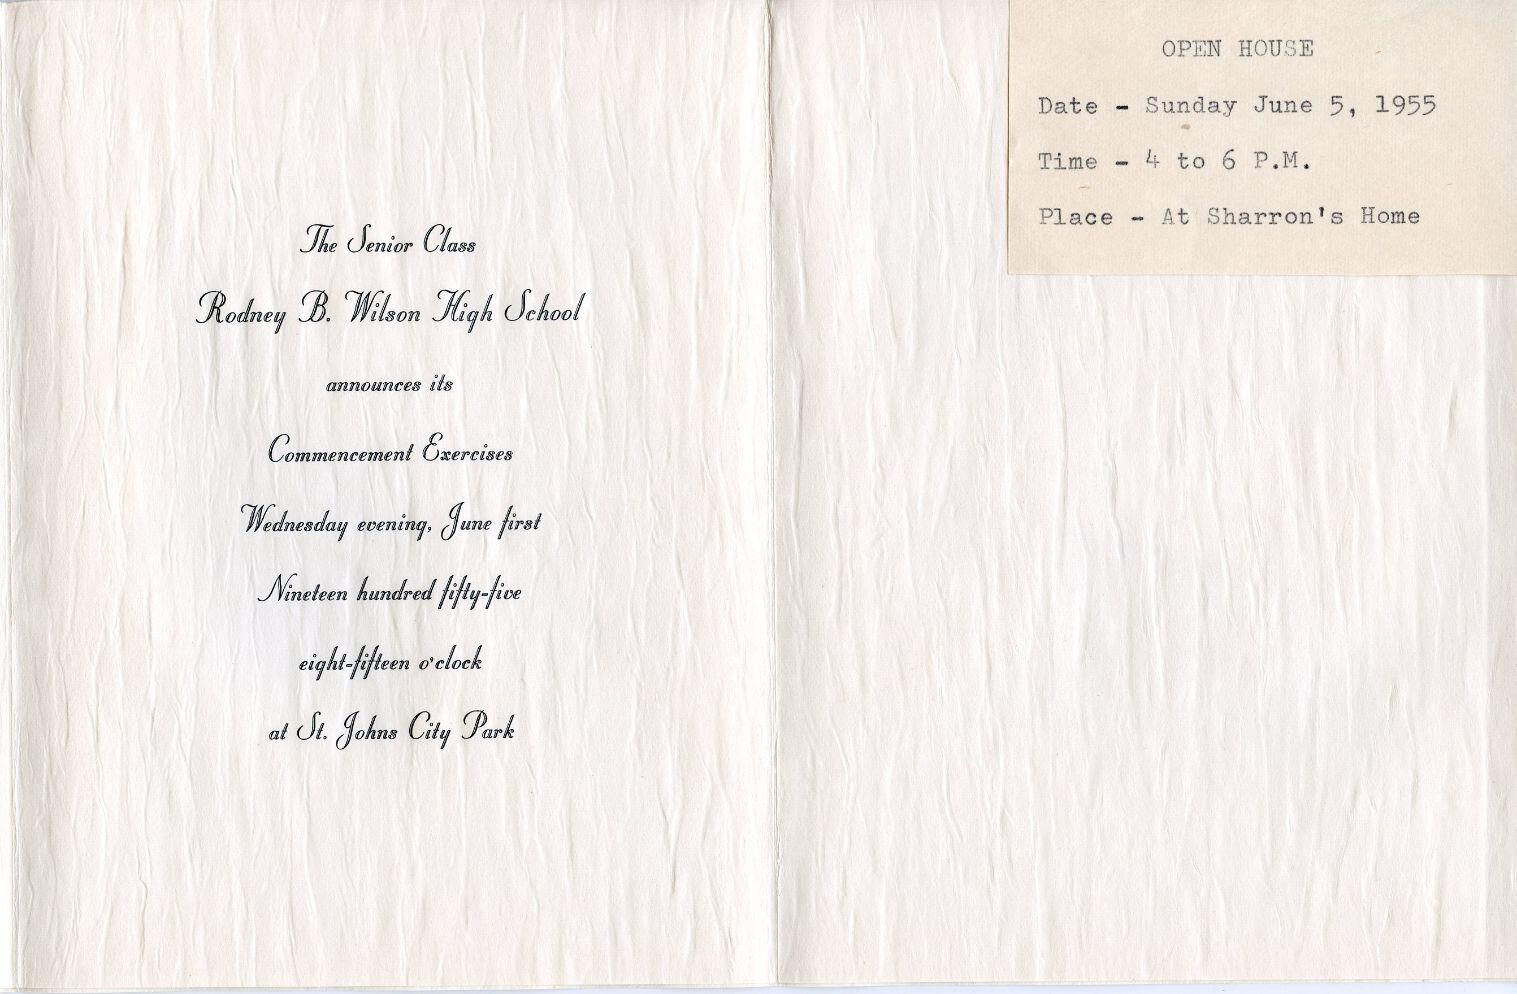 The Senior Class
Rodney B. Wilson High School
announces its
Commencement Exercises
Wednesday evening, June first
Nineteen hundred fifty-five
eight-fifteen o'clock
at St. Johns City Park
OPEN HOUSE
Date - Sunday June 5, 1955
Time - 4 to 6 P.M.
Place - At Sharron's Home